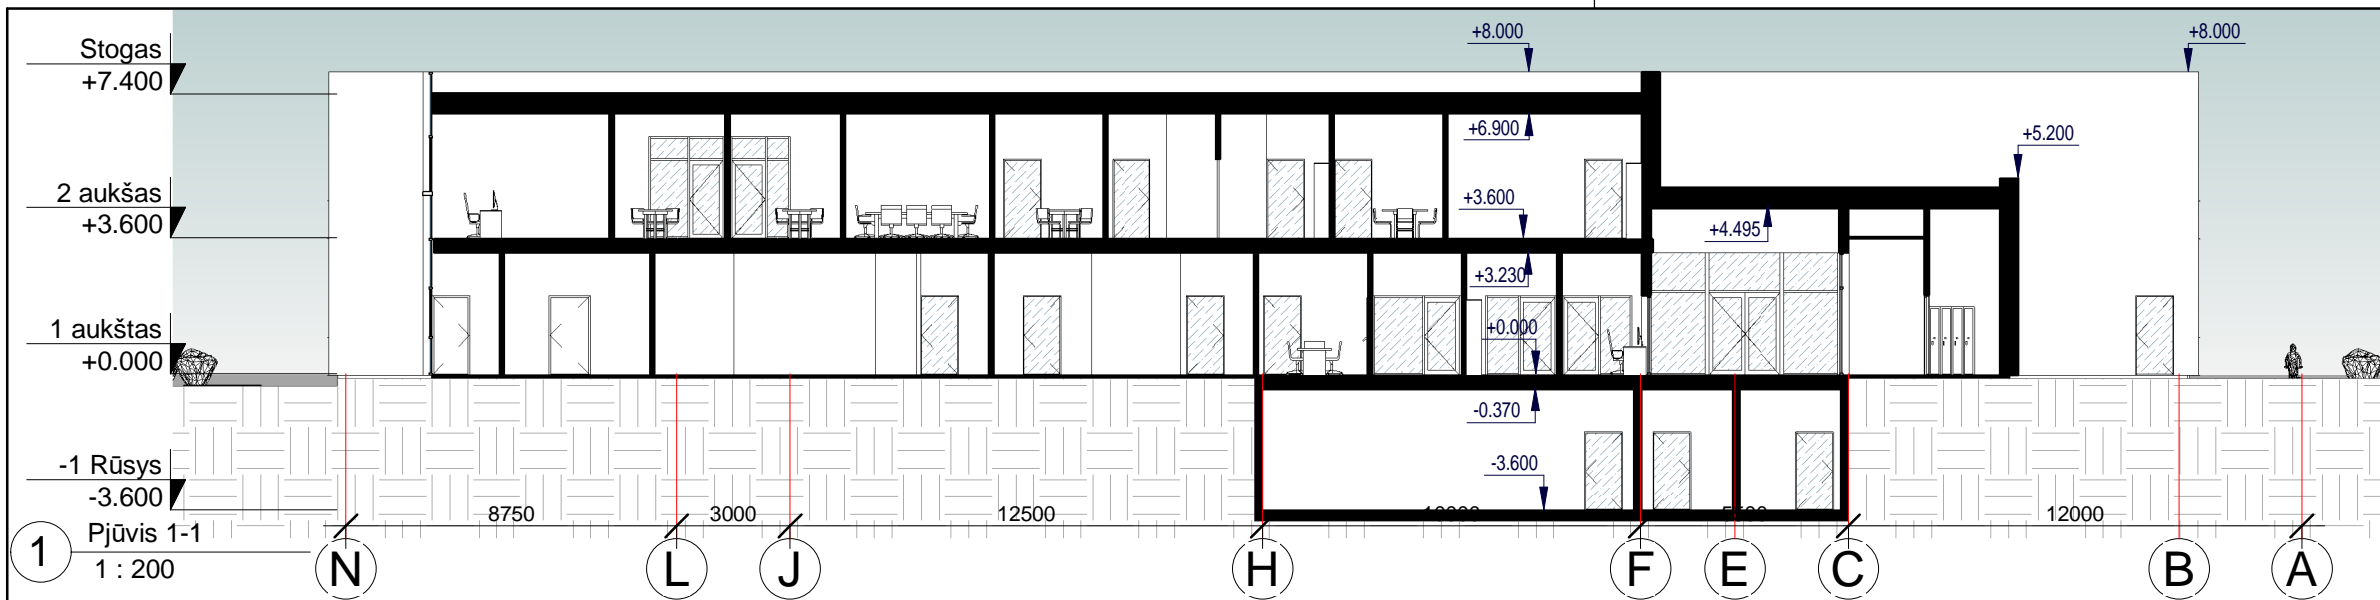 Stogas
+7.400
2 aukšas
+3.600
1 aukštas
+0.000
-1 Rūsys
-3.600
+8.000
+8.000
+6.900
+5.200
+3.600
+4.495
+3.230
+0.000
-0.370
-3.600
8750
3000
12500
12000
1
Pjūvis 1-1
1 : 200
N
L
J
H
F
E
C
B
A